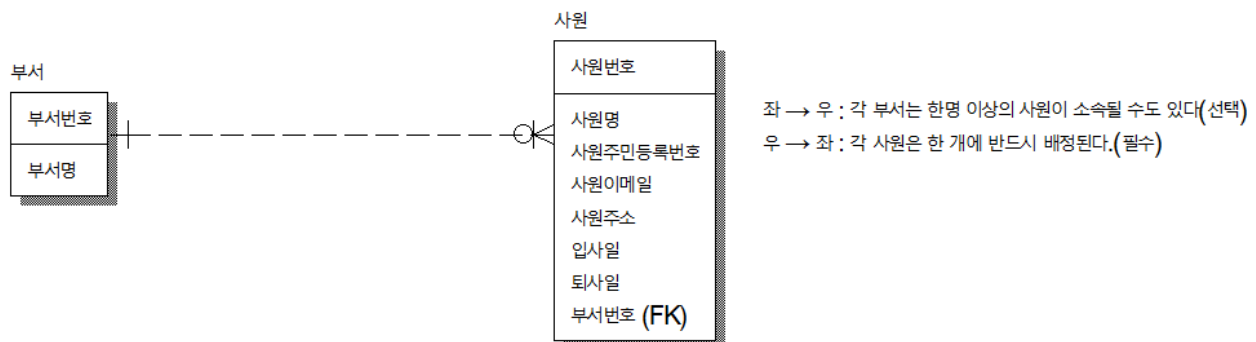 부서
부서번호
부서명
사원
사원번호
사원명
사원주민등록번호
사원이메일
사원주소
입사일
퇴사일
부서번호 (FK)
좌 → 우 : 각 부서는 한명 이상의 사원이 소속될 수도 있다(선택)
우 → 좌 : 각 사원은 한 개에 반드시 배정된다.(필수)